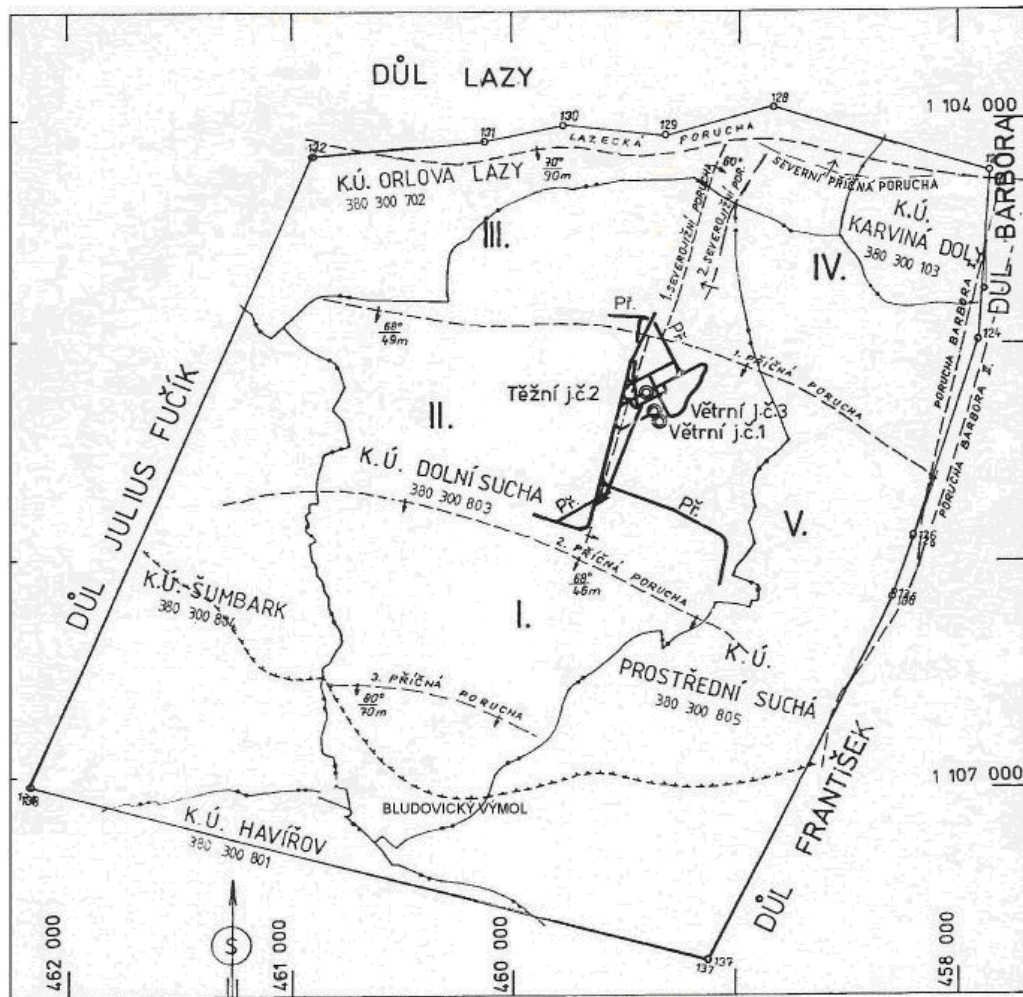 DŮL LAZY
128
1 104 000
130
129
131
LAZECKÁ PORUCHA
132
70°
90m
60°
SEVERNÍ PŘÍČNÁ PORUCHA
K.Ú. ORLOVA LAZY
380 300 702
K.Ú.
KARVINÁ DOLY
380 300 103
DŮL BARBORA
III.
IV.
1. SEVEROJIŽNÍ PORUCHA
2. SEVEROJIŽNÍ POR.
PORUCHA BARBORA
PORUCHA BARBORA II.
124
68°
49m
Př.
Př.
1. PŘÍČNÁ PORUCHA
Těžní j.č.2
Větrní j.č.3
Větrní j.č.1
II.
DŮL JULIUS FUČÍK
K.Ú. DOLNÍ SUCHA
380 300 803
Př.
Př.
V.
2. PŘÍČNÁ PORUCHA
68°
46m
K.Ú. ŠUMBARK
380 300 804
I.
K.Ú.
PROSTŘEDNÍ SUCHÁ
380 300 805
3. PŘÍČNÁ PORUCHA
80°
70m
1 107 000
BLUDOVICKÝ VÝMOL
K.Ú. HAVÍŘOV
380 300 801
DŮL FRANTIŠEK
S
137
137
462 000
461 000
460 000
458 000